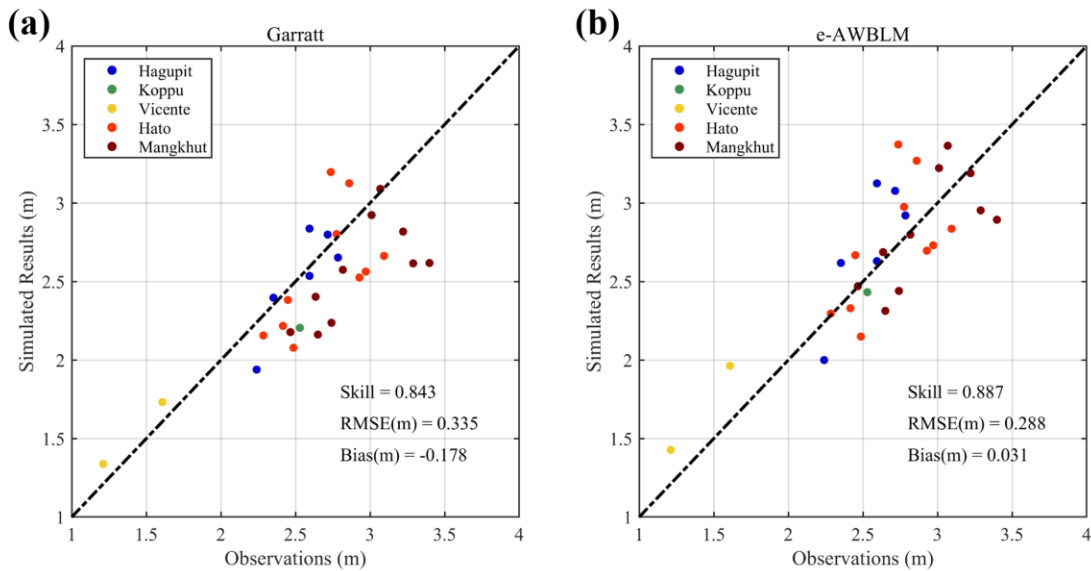 (a)
Garratt
Hagupit
Koppu
Vicente
Hato
Mangkhut
4
3.5
3
2.5
2
1.5
1
Simulated Results (m)
Skill = 0.843
RMSE(m) = 0.335
Bias(m) = -0.178
1
1.5
2
2.5
3
3.5
4
Observations (m)
(b)
e-AWBLM
Hagupit
Koppu
Vicente
Hato
Mangkhut
4
3.5
3
2.5
2
1.5
1
Simulated Results (m)
Skill = 0.887
RMSE(m) = 0.288
Bias(m) = 0.031
1
1.5
2
2.5
3
3.5
4
Observations (m)